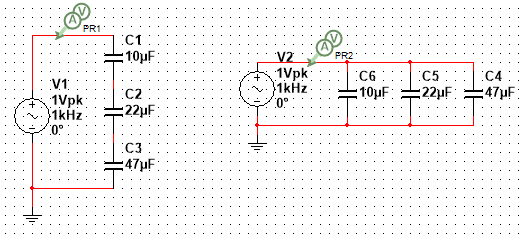 A V
PR1
C1
10µF
V1
1Vpk
1kHz
0°
C2
22µF
C3
47µF
A V
PR2
V2
1Vpk
1kHz
0°
C6
10µF
C5
22µF
C4
47µF